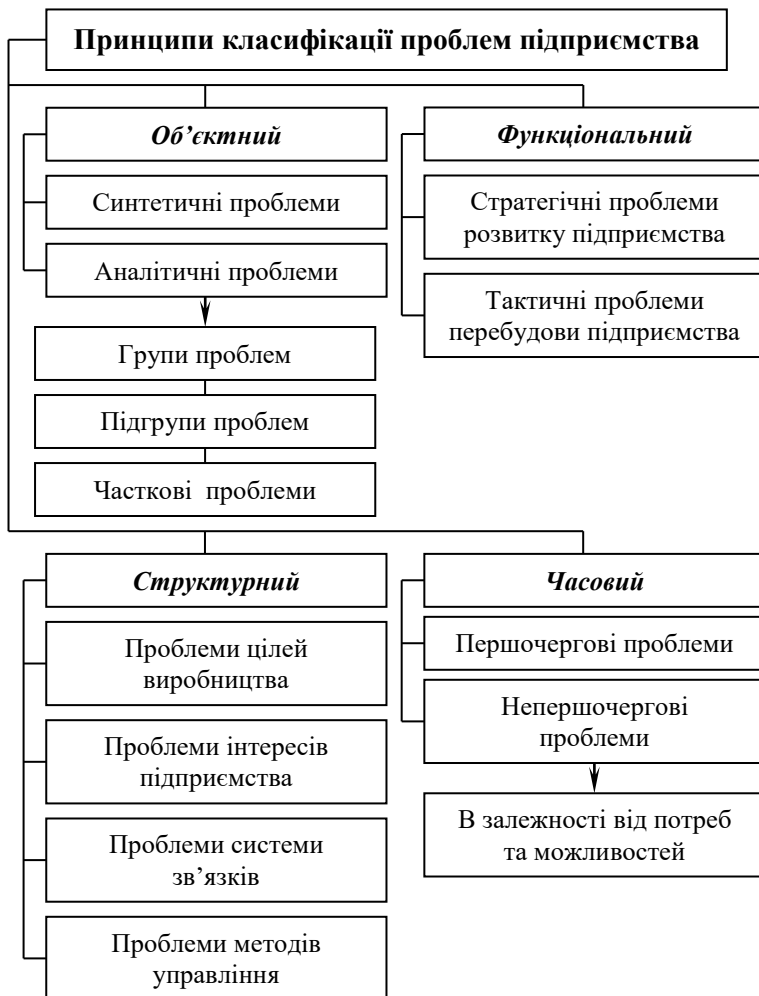 Принципи класифікації проблем підприємства
Об’єктний
Синтетичні проблеми
Аналітичні проблеми
Групи проблем
Підгрупи проблем
Часткові проблеми
Функціональний
Стратегічні проблеми
розвитку підприємства
Тактичні проблеми
перебудови підприємства
Структурний
Проблеми цілей
виробництва
Проблеми інтересів
підприємства
Проблеми системи
зв’язків
Проблеми методів
управління
Часовий
Першочергові проблеми
Непершочергові
проблеми
В залежності від потреб
та можливостей